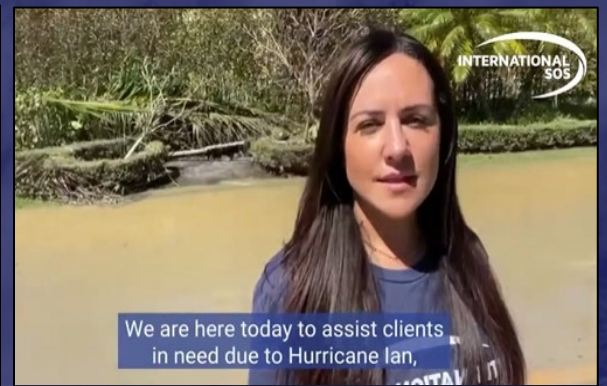 INTERNATIONAL
SOS
We are here today to assist clients
in need due to Hurricane Ian,